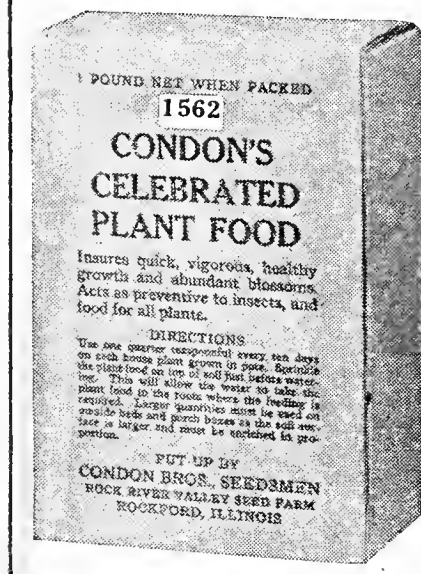 1 POUND NET WHEN PACKED
1562
CONDON'S
CELEBRATED
PLANT FOOD
Insures quick, vigorous, healthy
growth and abundant blossoms.
Acts as preventive to insects, and
food for all plants.
DIRECTIONS
Use one quarter teaspoonful every ten days
on each house plant grown in pots. Sprinkle
the plant food on top of soil just before water-
ing. This will allow the water to take the
plant food to the roots where the feeding is
required. Larger quantities must be used on
outside beds and porch boxes as the soil sur-
face is larger and must be enriched in pro-
portion.
PUT UP BY
CONDON BROS., SEEDSMEN
ROCK RIVER VALLEY SEED FARM
ROCKFORD, ILLINOIS